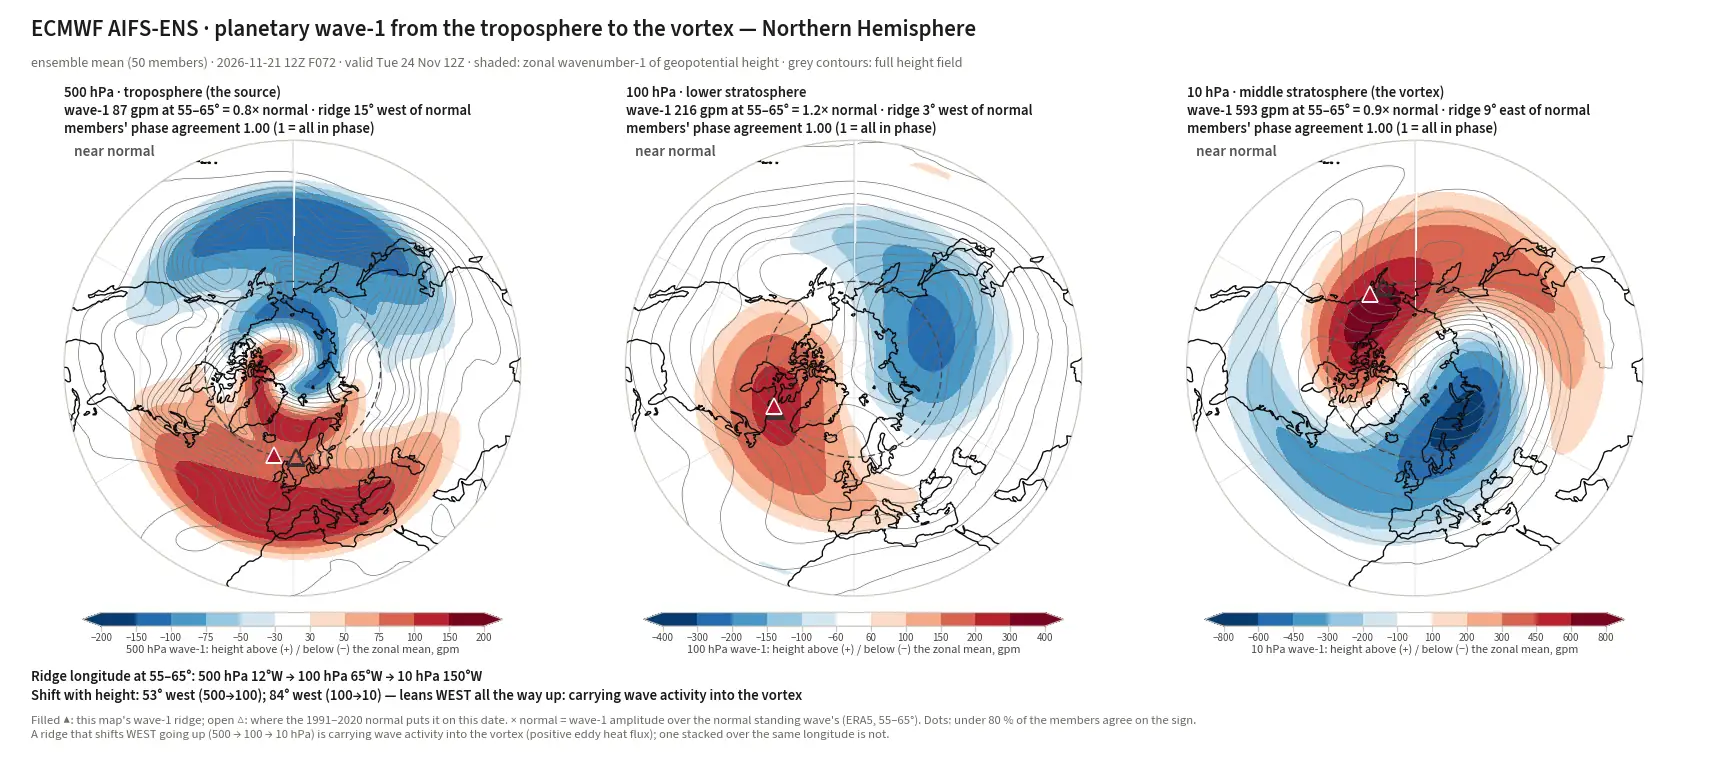 ECMWF AIFS-ENS · planetary wave-1 from the troposphere to the vortex — Northern Hemisphere
ensemble mean (50 members) · 2026-11-21 12Z F072 · valid Tue 24 Nov 12Z · shaded: zonal wavenumber-1 of geopotential height · grey contours: full height field
500 hPa · troposphere (the source)
wave-1 87 gpm at 55–65° = 0.8× normal · ridge 15° west of normal
members' phase agreement 1.00 (1 = all in phase)
near normal
100 hPa · lower stratosphere
wave-1 216 gpm at 55–65° = 1.2× normal · ridge 3° west of normal
members' phase agreement 1.00 (1 = all in phase)
near normal
10 hPa · middle stratosphere (the vortex)
wave-1 593 gpm at 55–65° = 0.9× normal · ridge 9° east of normal
members' phase agreement 1.00 (1 = all in phase)
near normal
−200 −150 −100 −75 −50 −30 30 50 75 100 150 200
500 hPa wave-1: height above (+) / below (−) the zonal mean, gpm
−400 −300 −200 −150 −100 −60 60 100 150 200 300 400
100 hPa wave-1: height above (+) / below (−) the zonal mean, gpm
−800 −600 −450 −300 −200 −100 100 200 300 450 600 800
10 hPa wave-1: height above (+) / below (−) the zonal mean, gpm
Ridge longitude at 55–65°: 500 hPa 12°W → 100 hPa 65°W → 10 hPa 150°W
Shift with height: 53° west (500→100); 84° west (100→10) — leans WEST all the way up: carrying wave activity into the vortex
Filled ▲: this map's wave-1 ridge; open △: where the 1991–2020 normal puts it on this date. × normal = wave-1 amplitude over the normal standing wave's (ERA5, 55–65°). Dots: under 80 % of the members agree on the sign.
A ridge that shifts WEST going up (500 → 100 → 10 hPa) is carrying wave activity into the vortex (positive eddy heat flux); one stacked over the same longitude is not.